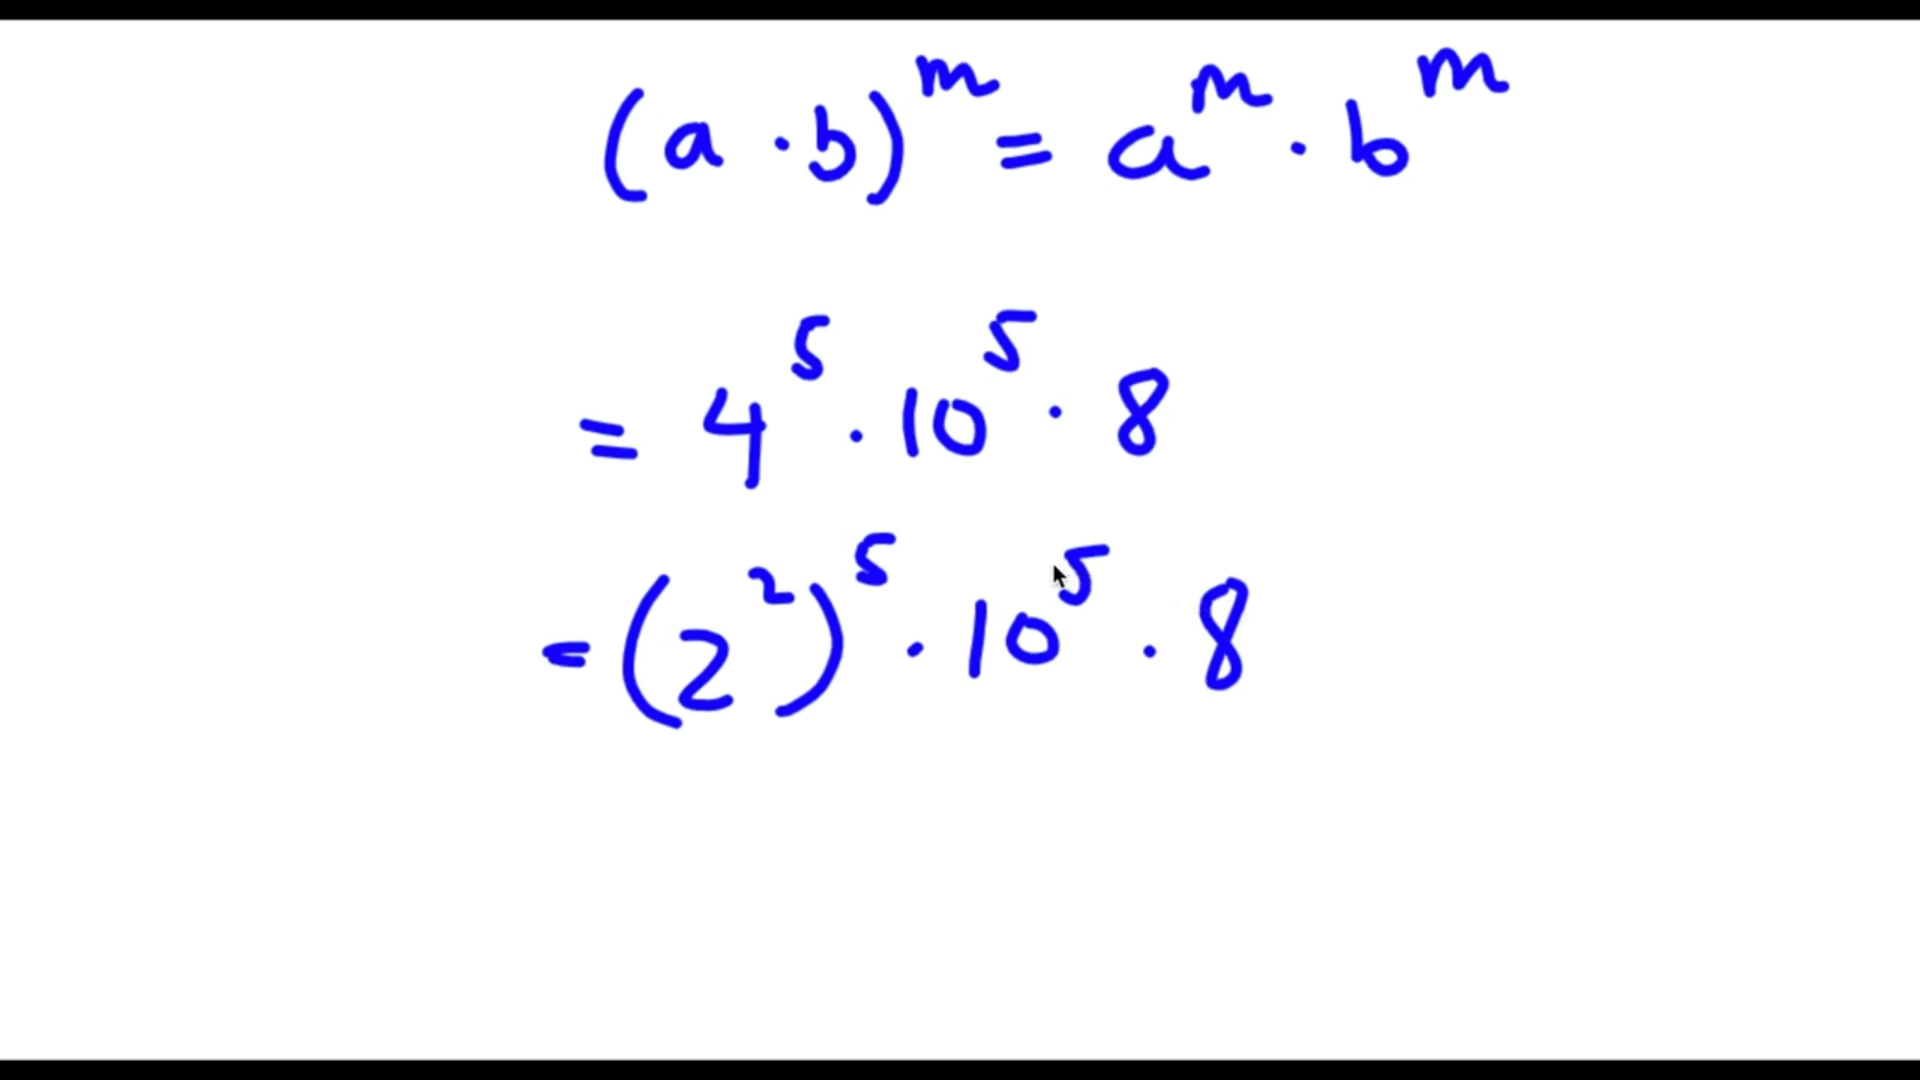 (a · b)^m = a^m · b^m
= 4^5 · 10^5 · 8
= (2^2)^5 · 10^5 · 8